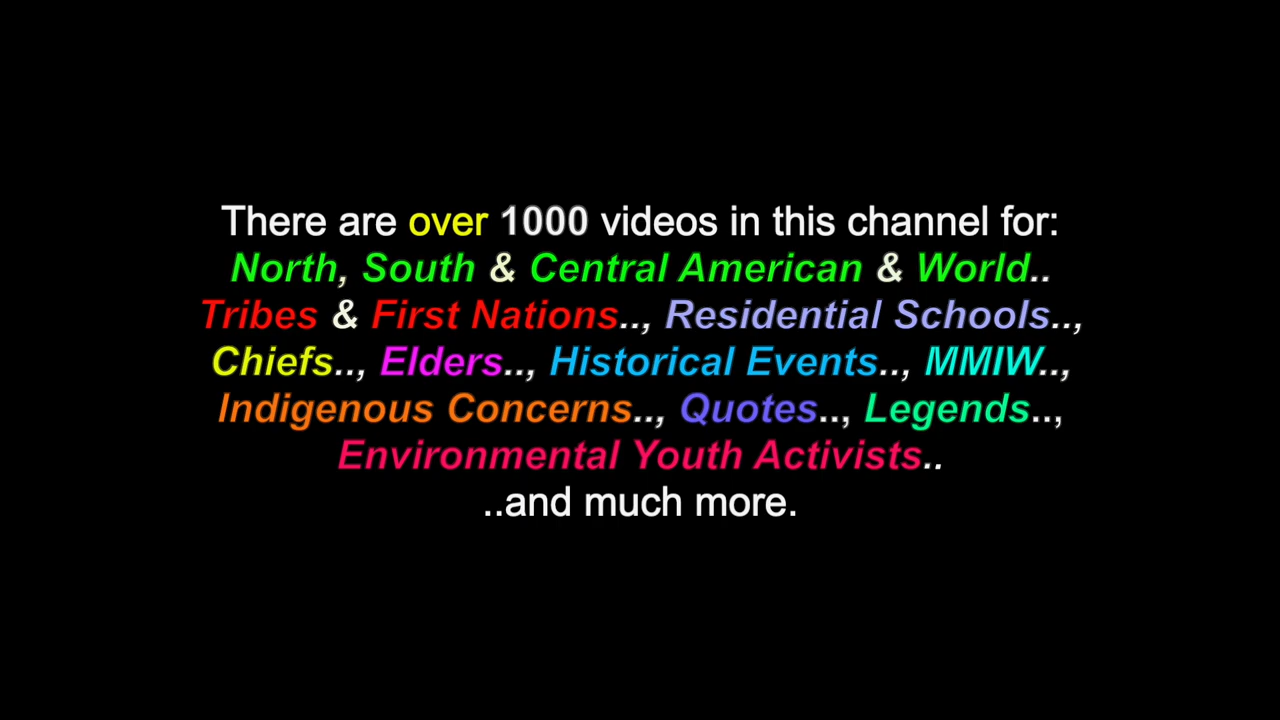 There are over 1000 videos in this channel for:
North, South & Central American & World..
Tribes & First Nations.., Residential Schools..,
Chiefs.., Elders.., Historical Events.., MMIW..,
Indigenous Concerns.., Quotes.., Legends..,
Environmental Youth Activists..
..and much more.